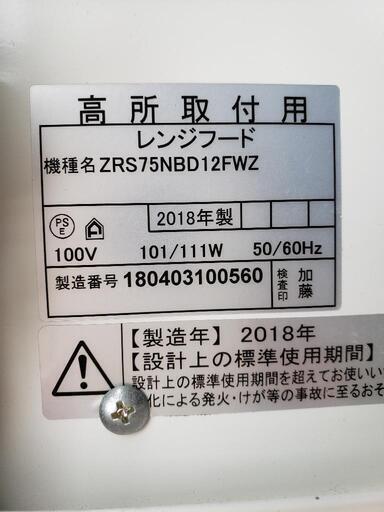 高所取付用
レンジフード
機種名 ZRS75NBD12FWZ
PS
E
2018年製
100V 101/111W 50/60Hz
製造番号 180403100560
検査印
加藤
【製造年】2018年
【設計上の標準使用期間】
設計上の標準使用期間を超えてお使いいた
化による発火・けが等の事故に至るおそ